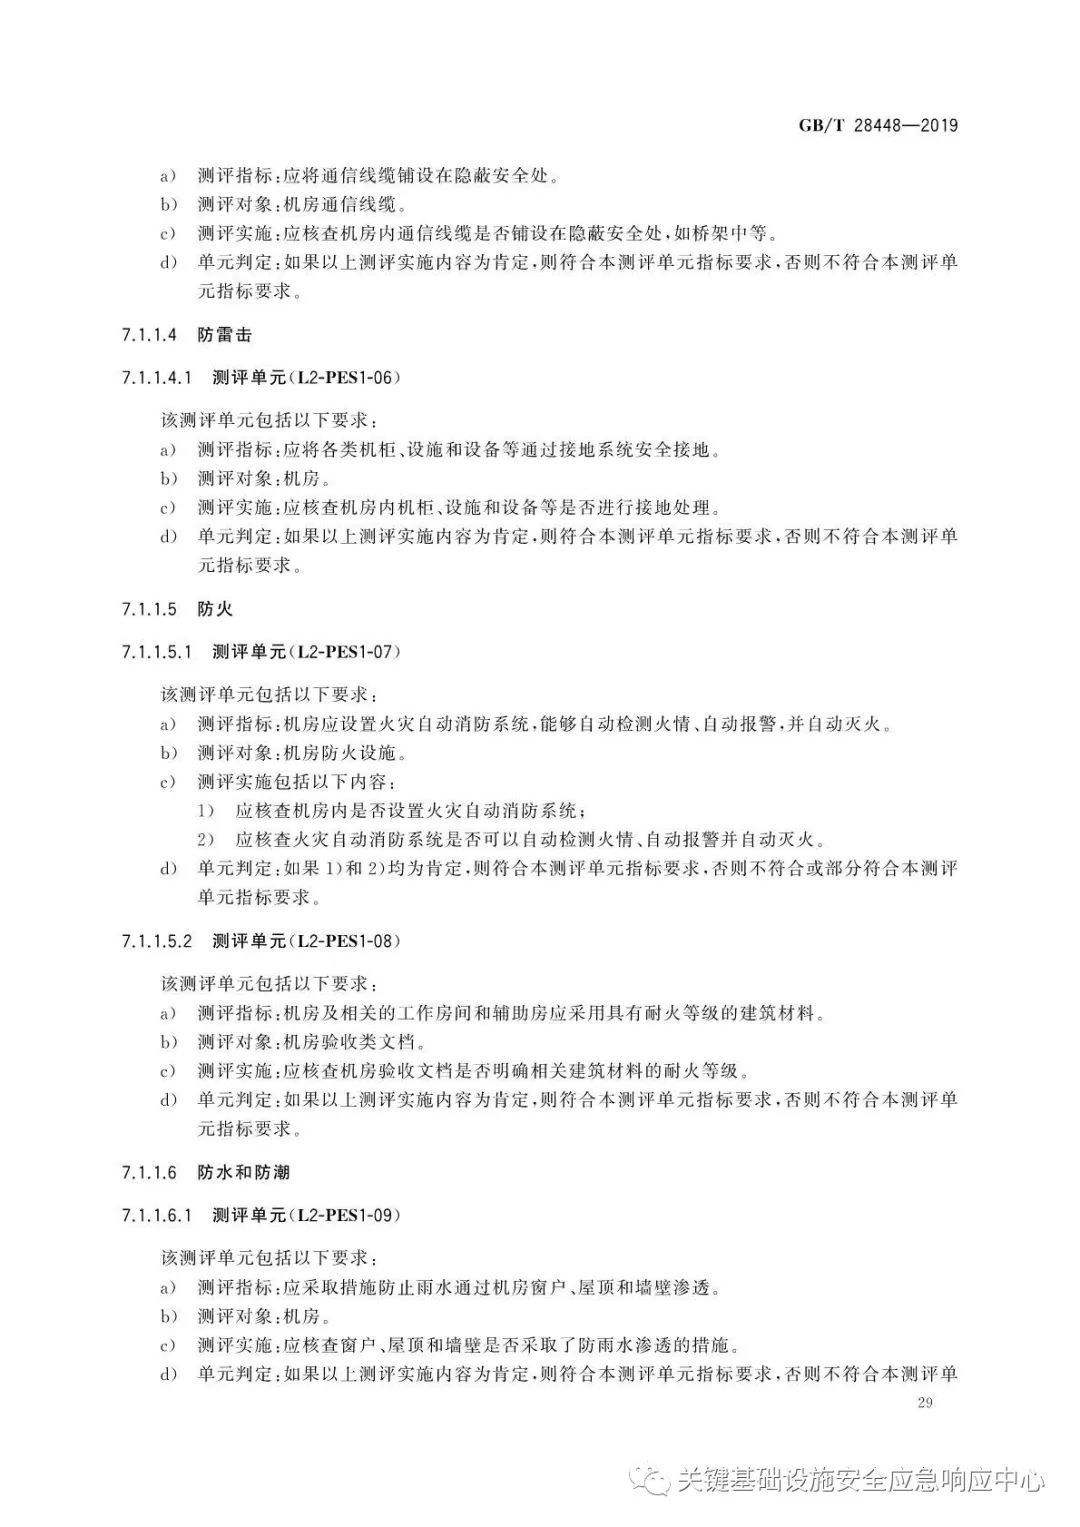 GB/T 28448—2019
a) 测评指标:应将通信线缆铺设在隐蔽安全处。
b) 测评对象:机房通信线缆。
c) 测评实施:应核查机房内通信线缆是否铺设在隐蔽安全处,如桥架中等。
d) 单元判定:如果以上测评实施内容为肯定,则符合本测评单元指标要求,否则不符合本测评单
元指标要求。
7.1.1.4 防雷击
7.1.1.4.1 测评单元(L2-PES1-06)
该测评单元包括以下要求:
a) 测评指标:应将各类机柜、设施和设备等通过接地系统安全接地。
b) 测评对象:机房。
c) 测评实施:应核查机房内机柜、设施和设备等是否进行接地处理。
d) 单元判定:如果以上测评实施内容为肯定,则符合本测评单元指标要求,否则不符合本测评单
元指标要求。
7.1.1.5 防火
7.1.1.5.1 测评单元(L2-PES1-07)
该测评单元包括以下要求:
a) 测评指标:机房应设置火灾自动消防系统,能够自动检测火情、自动报警,并自动灭火。
b) 测评对象:机房防火设施。
c) 测评实施包括以下内容:
1) 应核查机房内是否设置火灾自动消防系统;
2) 应核查火灾自动消防系统是否可以自动检测火情、自动报警并自动灭火。
d) 单元判定:如果 1)和 2)均为肯定,则符合本测评单元指标要求,否则不符合或部分符合本测评
单元指标要求。
7.1.1.5.2 测评单元(L2-PES1-08)
该测评单元包括以下要求:
a) 测评指标:机房及相关的工作房间和辅助房应采用具有耐火等级的建筑材料。
b) 测评对象:机房验收类文档。
c) 测评实施:应核查机房验收文档是否明确相关建筑材料的耐火等级。
d) 单元判定:如果以上测评实施内容为肯定,则符合本测评单元指标要求,否则不符合本测评单
元指标要求。
7.1.1.6 防水和防潮
7.1.1.6.1 测评单元(L2-PES1-09)
该测评单元包括以下要求:
a) 测评指标:应采取措施防止雨水通过机房窗户、屋顶和墙壁渗透。
b) 测评对象:机房。
c) 测评实施:应核查窗户、屋顶和墙壁是否采取了防雨水渗透的措施。
d) 单元判定:如果以上测评实施内容为肯定,则符合本测评单元指标要求,否则不符合本测评单
29
关键基础设施安全应急响应中心